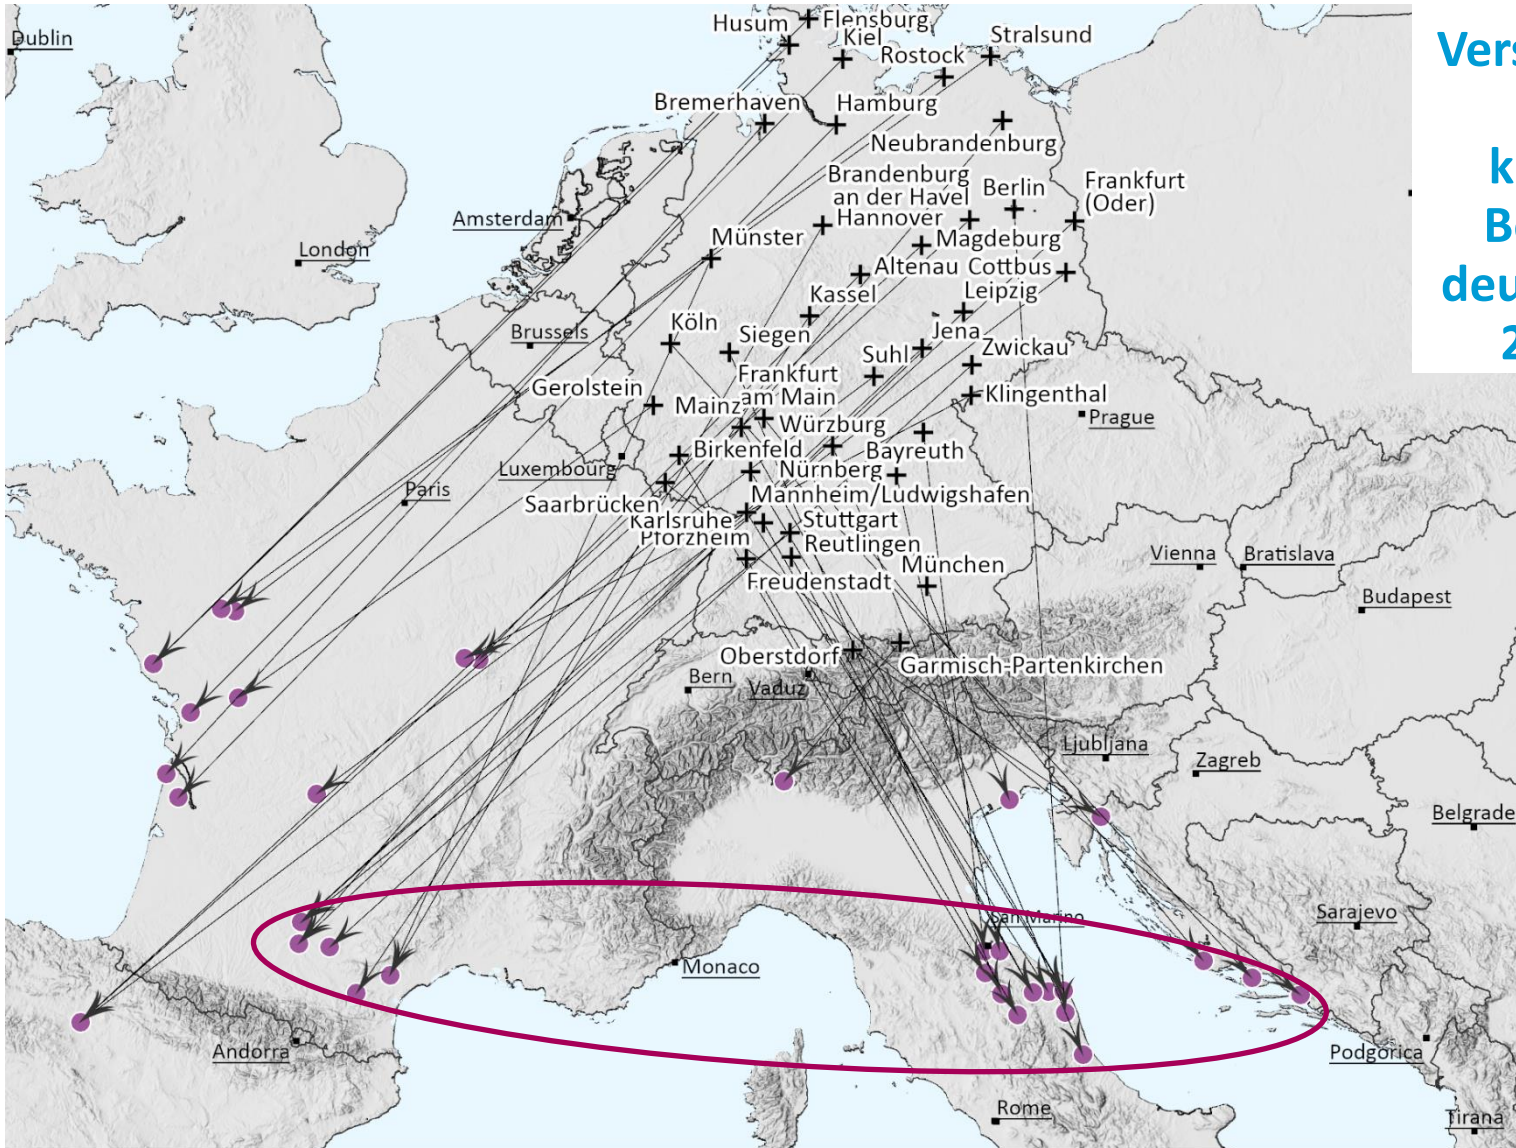 Dublin
Husum
Flensburg
Kiel
Stralsund
Rostock
Bremerhaven
Hamburg
Neubrandenburg
Brandenburg
an der Havel
Berlin
Frankfurt
(Oder)
Amsterdam
Hannover
London
Münster
Magdeburg
Altenau
Cottbus
Kassel
Leipzig
Brussels
Köln
Siegen
Jena
Suhl
Zwickau
Gerolstein
Frankfurt
am Main
Mainz
Klingenthal
Prague
Würzburg
Birkenfeld
Bayreuth
Luxembourg
Nürnberg
Paris
Saarbrücken
Mannheim/Ludwigshafen
Karlsruhe
Stuttgart
Pforzheim
Reutlingen
Vienna
Bratislava
Freudenstadt
München
Budapest
Oberstdorf
Garmisch-Partenkirchen
Bern
Vaduz
Ljubljana
Zagreb
Belgrade
San Marino
Sarajevo
Monaco
Andorra
Podgorica
Rome
Tirana
Vers
k
B
deu
2